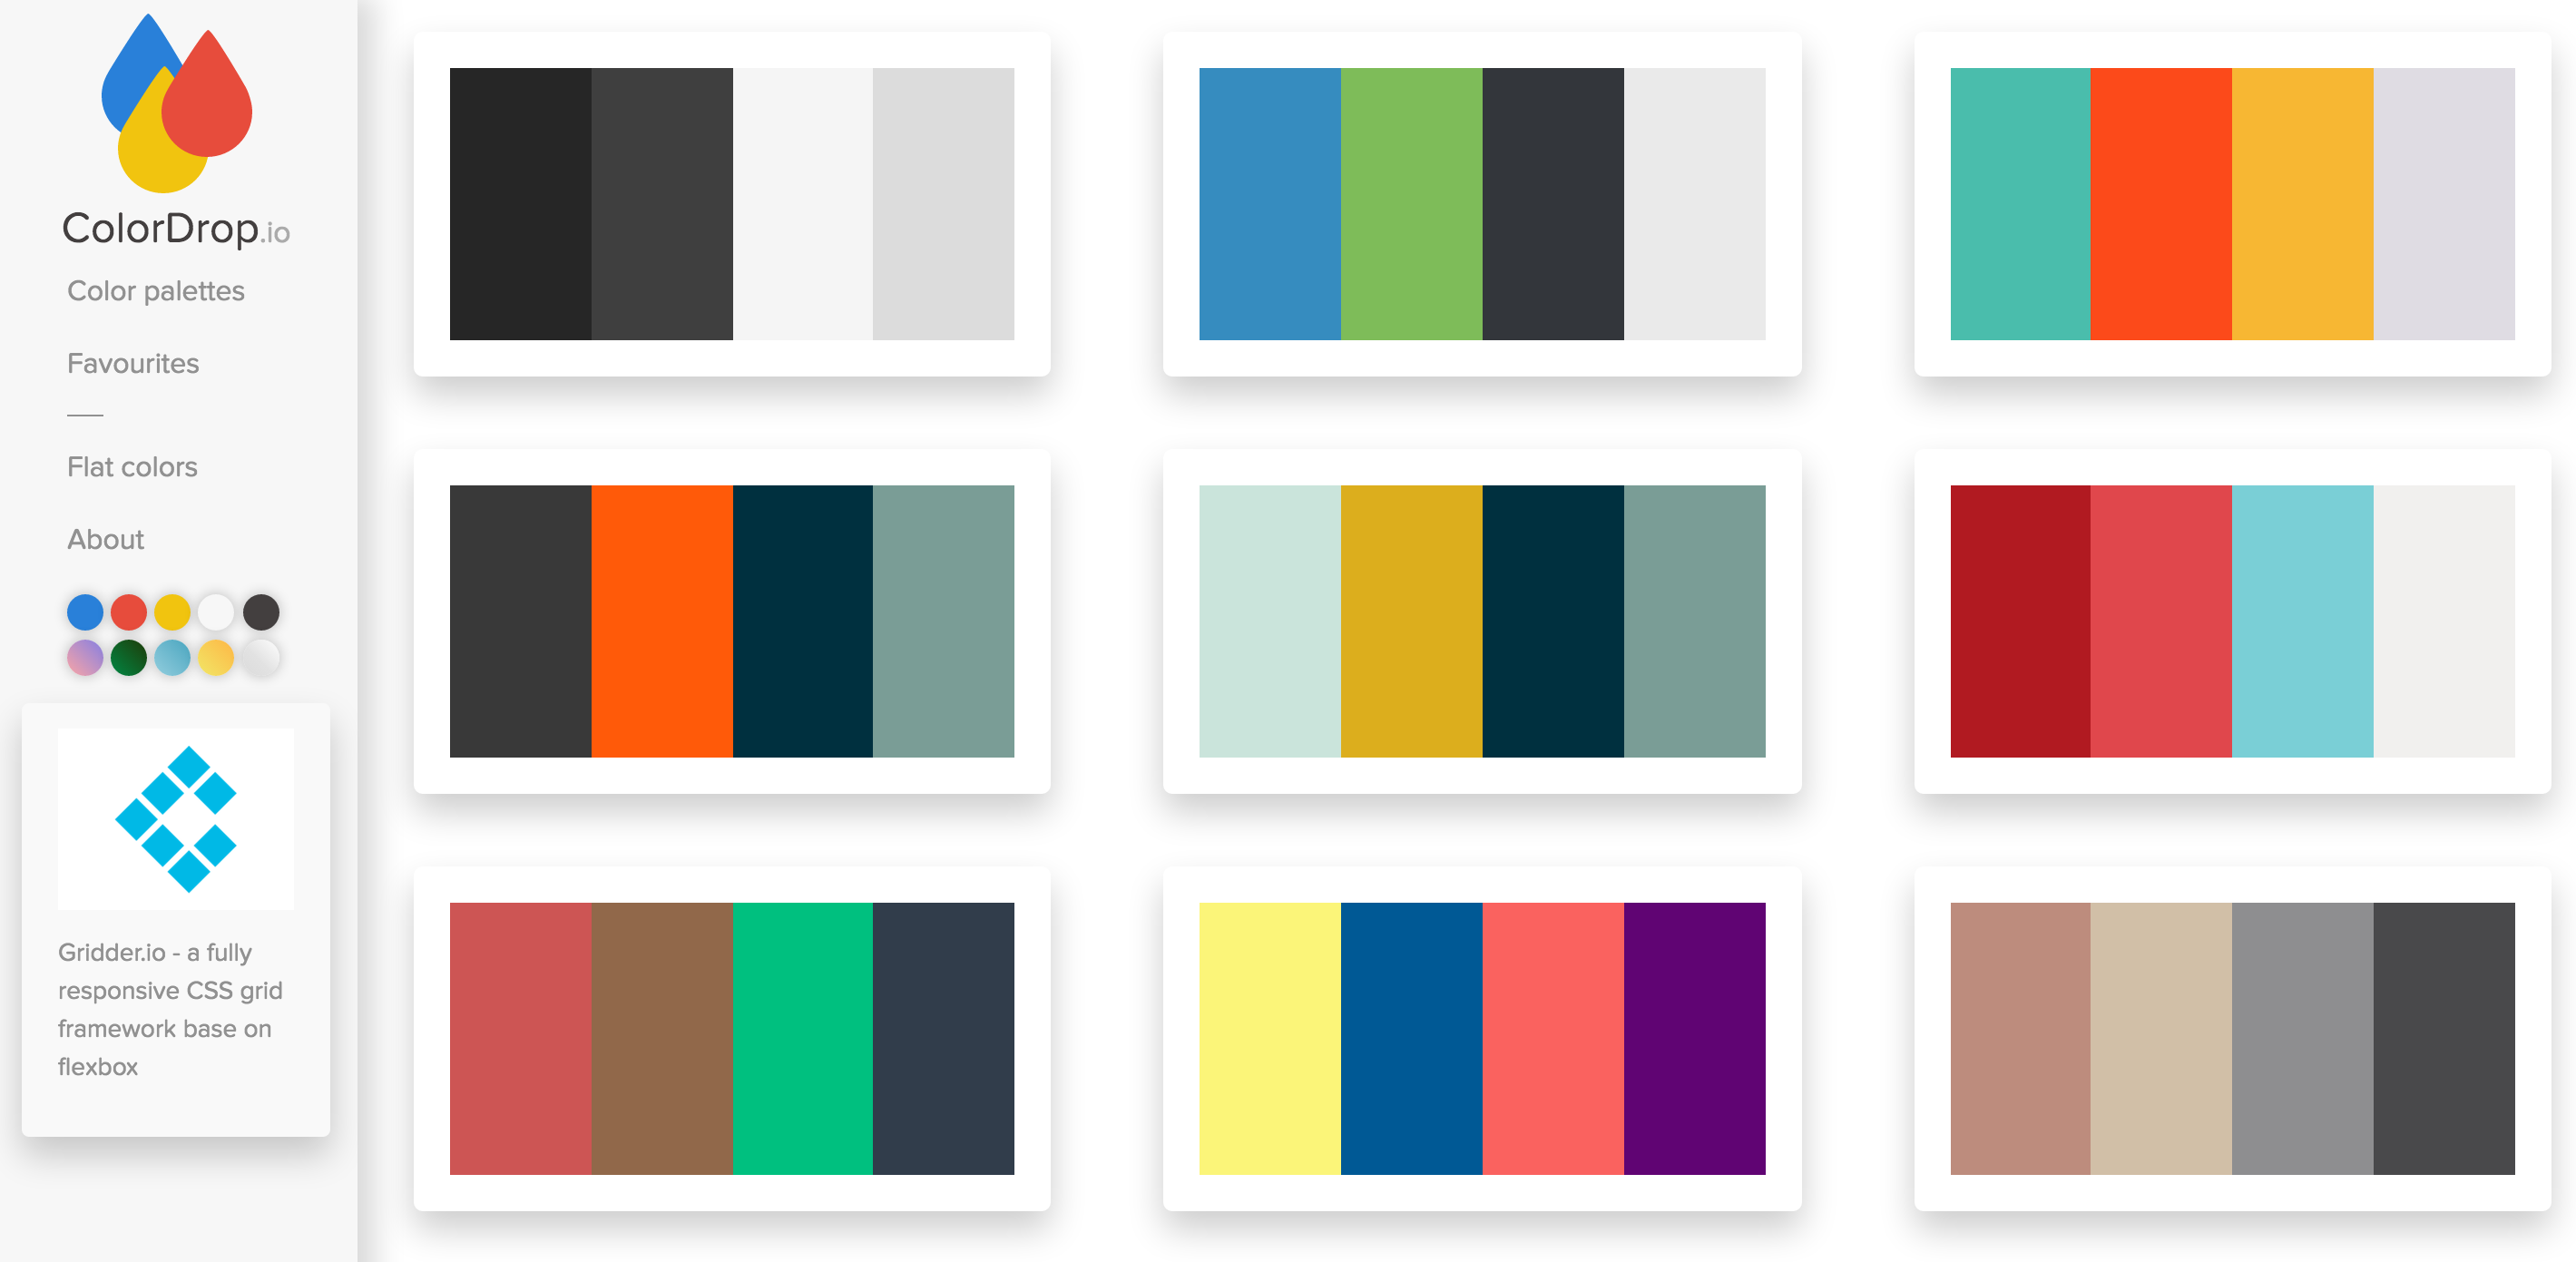 ColorDrop.io
Color palettes
Favourites
Flat colors
About
Gridder.io - a fully
responsive CSS grid
framework base on
flexbox